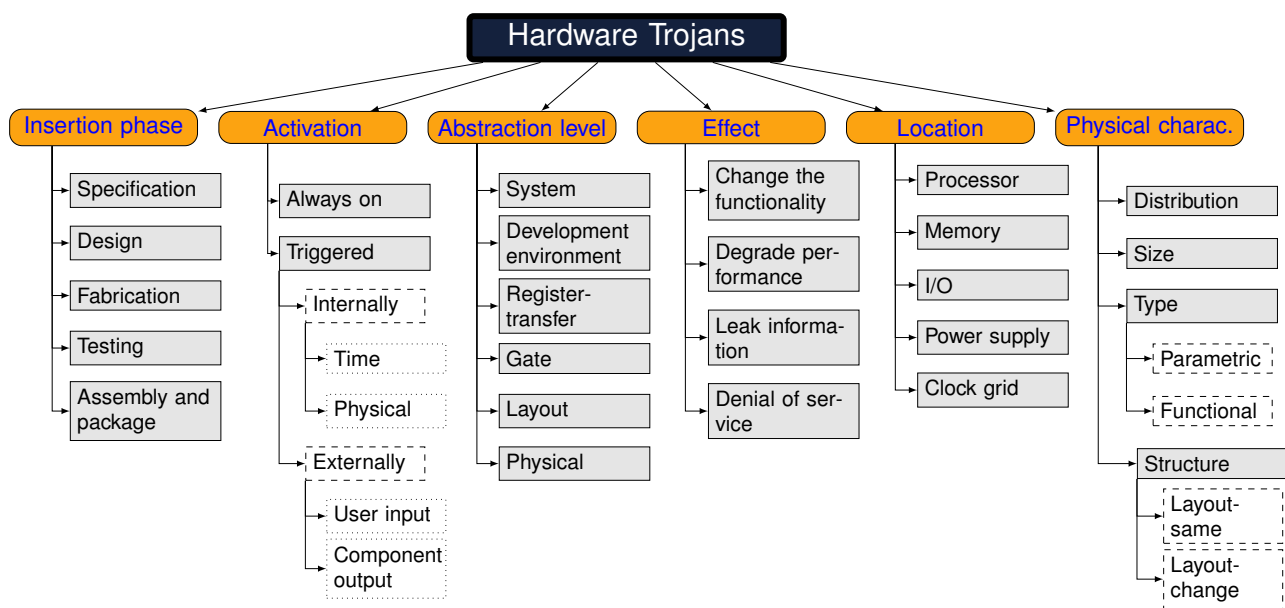 Hardware Trojans
Insertion phase
Specification
Design
Fabrication
Testing
Assembly and
package
Activation
Always on
Triggered
Internally
Time
Physical
Externally
User input
Component
output
Abstraction level
System
Development
environment
Register-
transfer
Gate
Layout
Physical
Effect
Change the
functionality
Degrade per-
formance
Leak informa-
tion
Denial of ser-
vice
Location
Processor
Memory
I/O
Power supply
Clock grid
Physical charac.
Distribution
Size
Type
Parametric
Functional
Structure
Layout-
same
Layout-
change